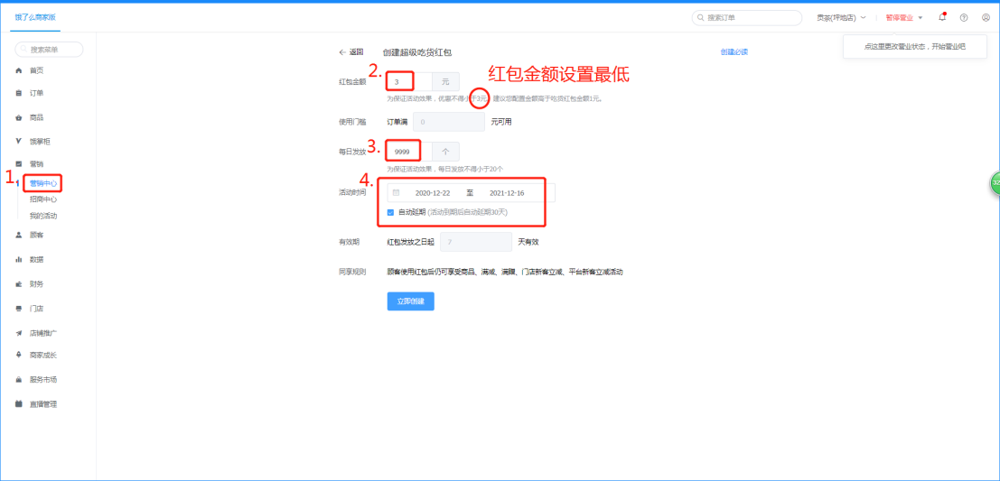 饿了么商家版
搜索订单
贡茶(坪地店)
暂停营业
点这里更改营业状态，开始营业吧
搜索菜单
首页
订单
商品
饿掌柜
营销
1.
营销中心
招商中心
我的活动
顾客
数据
财务
门店
店铺推广
商家成长
服务市场
直播管理
← 返回 创建超级吃货红包
创建必读
2.
红包金额设置最低
红包金额 3 元
为保证活动效果，优惠不得小于3元，建议您配置金额高于吃货红包金额1元。
使用门槛 订单满 0 元可用
3.
每日发放 9999 个
为保证活动效果，每日发放不得小于20个
4.
活动时间 2020-12-22 至 2021-12-16
自动延期 (活动到期后自动延期30天)
有效期 红包发放之日起 7 天有效
同享规则 顾客使用红包后仍可享受商品、满减、满赠、门店新客立减、平台新客立减活动
立即创建
32